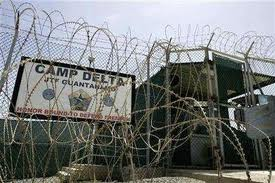 CAMP DELTA
JTF GUANTANAMO
HONOR BOUND TO DEFEND FREEDOM